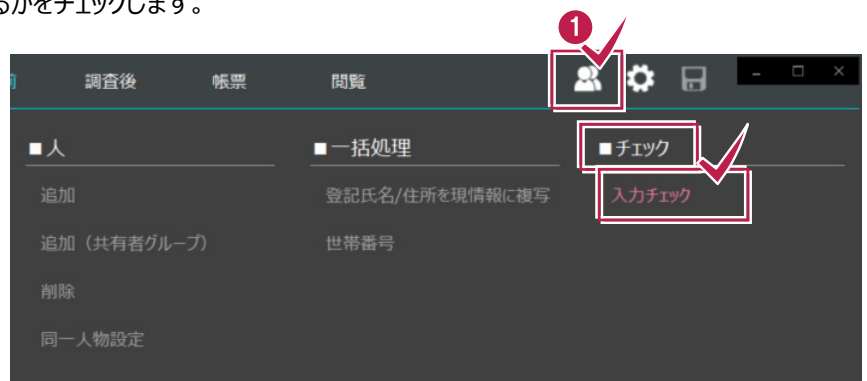 るかをチェックします。
1
前 調査後 帳票 閲覧
■人 ■一括処理 ■チェック
追加 登記氏名/住所を現情報に複写 入力チェック
追加（共有者グループ） 世帯番号
削除
同一人物設定